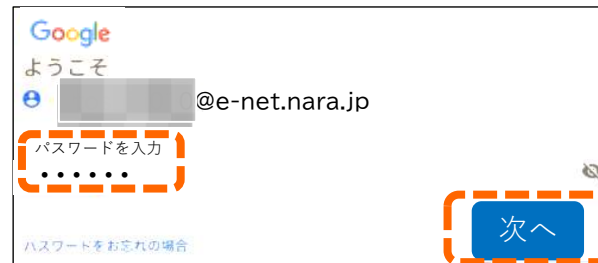 Google
ようこそ
@e-net.nara.jp
パスワードを入力
••••••
次へ
パスワードをお忘れの場合